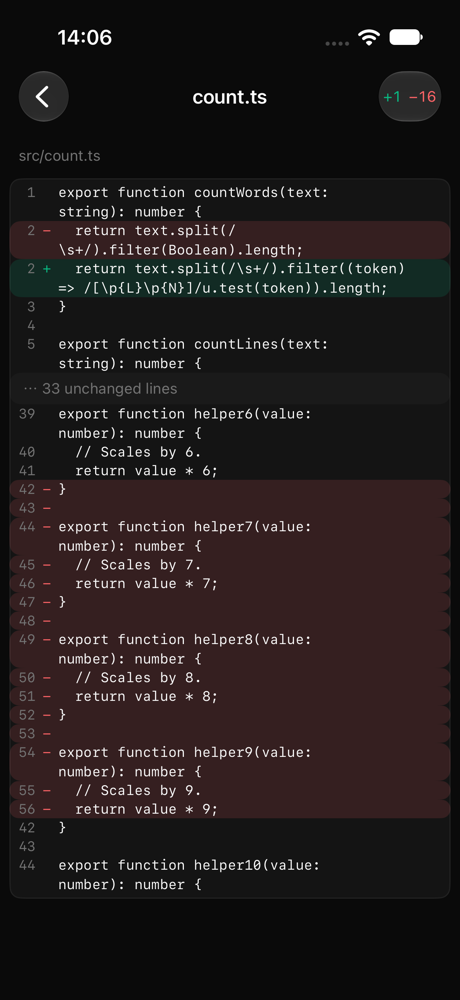 14:06
count.ts
+1 −16
src/count.ts
1 export function countWords(text:
string): number {
2 − return text.split(/
\s+/).filter(Boolean).length;
2 + return text.split(/\s+/).filter((token)
=> /[\p{L}\p{N}]/u.test(token)).length;
3 }
4
5 export function countLines(text:
string): number {
··· 33 unchanged lines
39 export function helper6(value:
number): number {
40 // Scales by 6.
41 return value * 6;
42 − }
43 −
44 − export function helper7(value:
number): number {
45 − // Scales by 7.
46 − return value * 7;
47 − }
48 −
49 − export function helper8(value:
number): number {
50 − // Scales by 8.
51 − return value * 8;
52 − }
53 −
54 − export function helper9(value:
number): number {
55 − // Scales by 9.
56 − return value * 9;
42 }
43
44 export function helper10(value:
number): number {